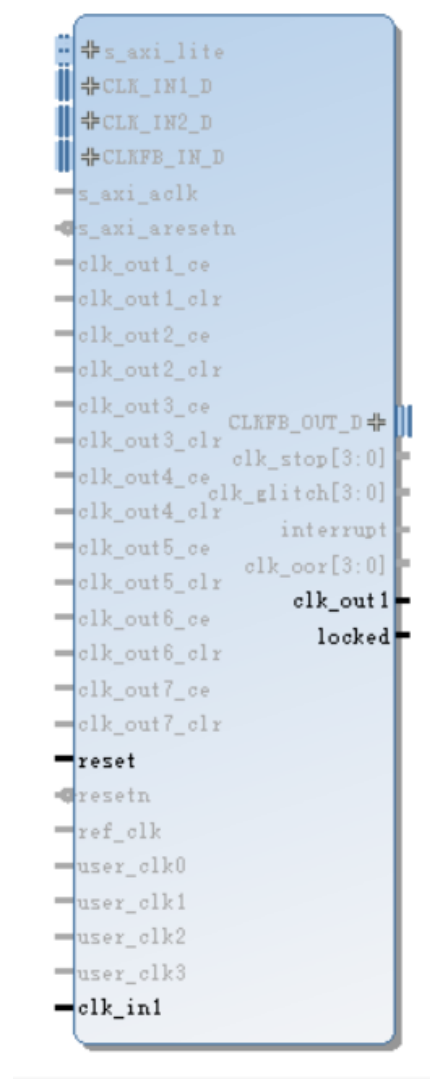 s_axi_lite
CLK_IN1_D
CLK_IN2_D
CLKFB_IN_D
s_axi_aclk
s_axi_aresetn
clk_out1_ce
clk_out1_clr
clk_out2_ce
clk_out2_clr
clk_out3_ce
clk_out3_clr
clk_out4_ce
clk_out4_clr
clk_out5_ce
clk_out5_clr
clk_out6_ce
clk_out6_clr
clk_out7_ce
clk_out7_clr
reset
resetn
ref_clk
user_clk0
user_clk1
user_clk2
user_clk3
clk_in1
CLKFB_OUT_D
clk_stop[3:0]
clk_glitch[3:0]
interrupt
clk_oor[3:0]
clk_out1
locked